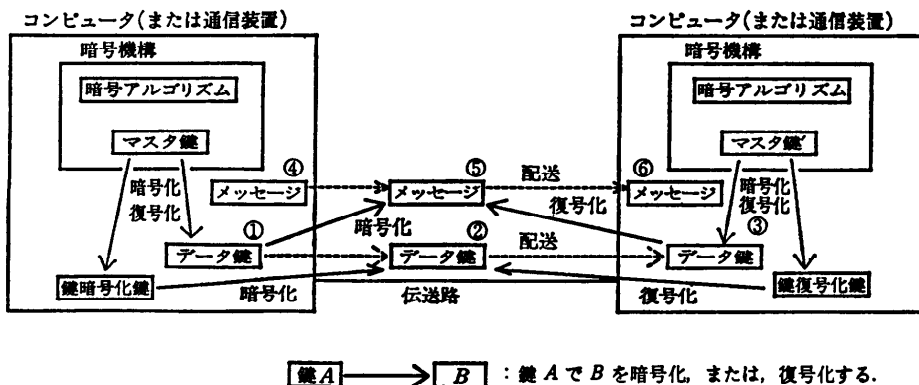 コンピュータ(または通信装置)
コンピュータ(または通信装置)
暗号機構
暗号機構
暗号アルゴリズム
暗号アルゴリズム
マスタ鍵
マスタ鍵′
④
⑤
⑥
配送
メッセージ
メッセージ
メッセージ
暗号化
復号化
暗号化
復号化
暗号化
復号化
①
②
③
配送
データ鍵
データ鍵
データ鍵
鍵暗号化鍵
暗号化
伝送路
復号化
鍵復号化鍵
鍵A
B
：鍵 A で B を暗号化, または, 復号化する.